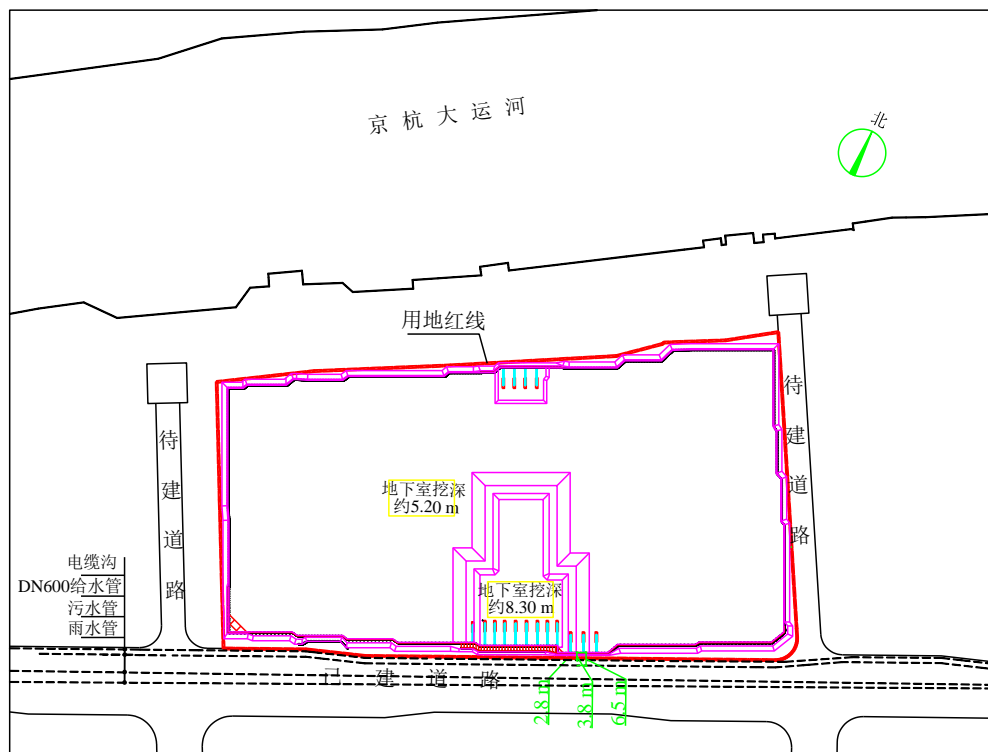 京杭大运河
北
用地红线
待建道路
待建道路
地下室挖深
约5.20 m
地下室挖深
约8.30 m
电缆沟
DN600给水管
污水管
雨水管
已建道路
2.8 m
3.8 m
6.5 m